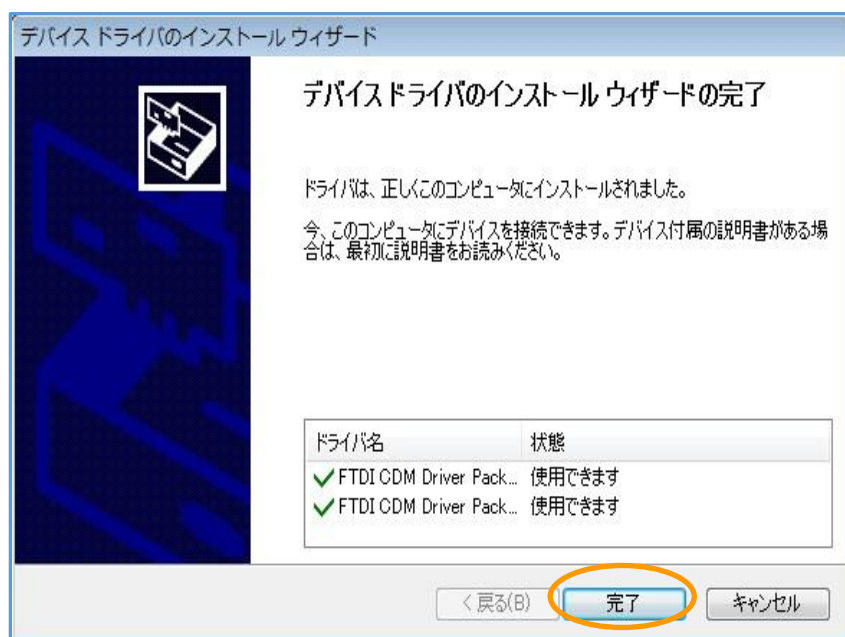 デバイス ドライバのインストール ウィザード
デバイス ドライバのインストール ウィザードの完了
ドライバは、正しくこのコンピュータにインストールされました。
今、このコンピュータにデバイスを接続できます。デバイス付属の説明書がある場
合は、最初に説明書をお読みください。
ドライバ名 状態
FTDI CDM Driver Pack... 使用できます
FTDI CDM Driver Pack... 使用できます
< 戻る(B) 完了 キャンセル